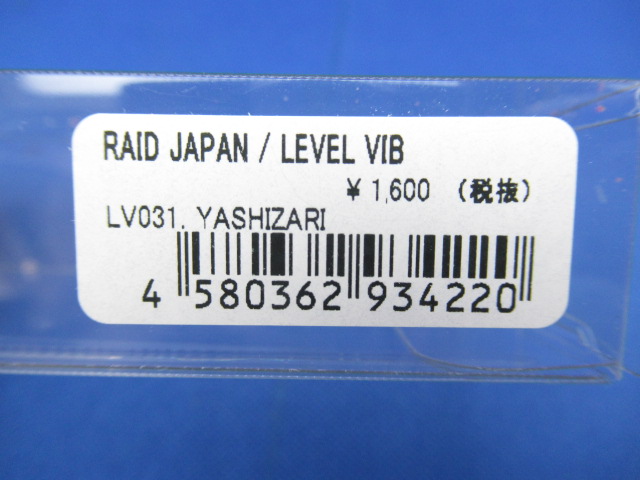 RAID JAPAN / LEVEL VIB
¥ 1,600 (税抜)
LV031. YASHIZARI
4 580362 934220